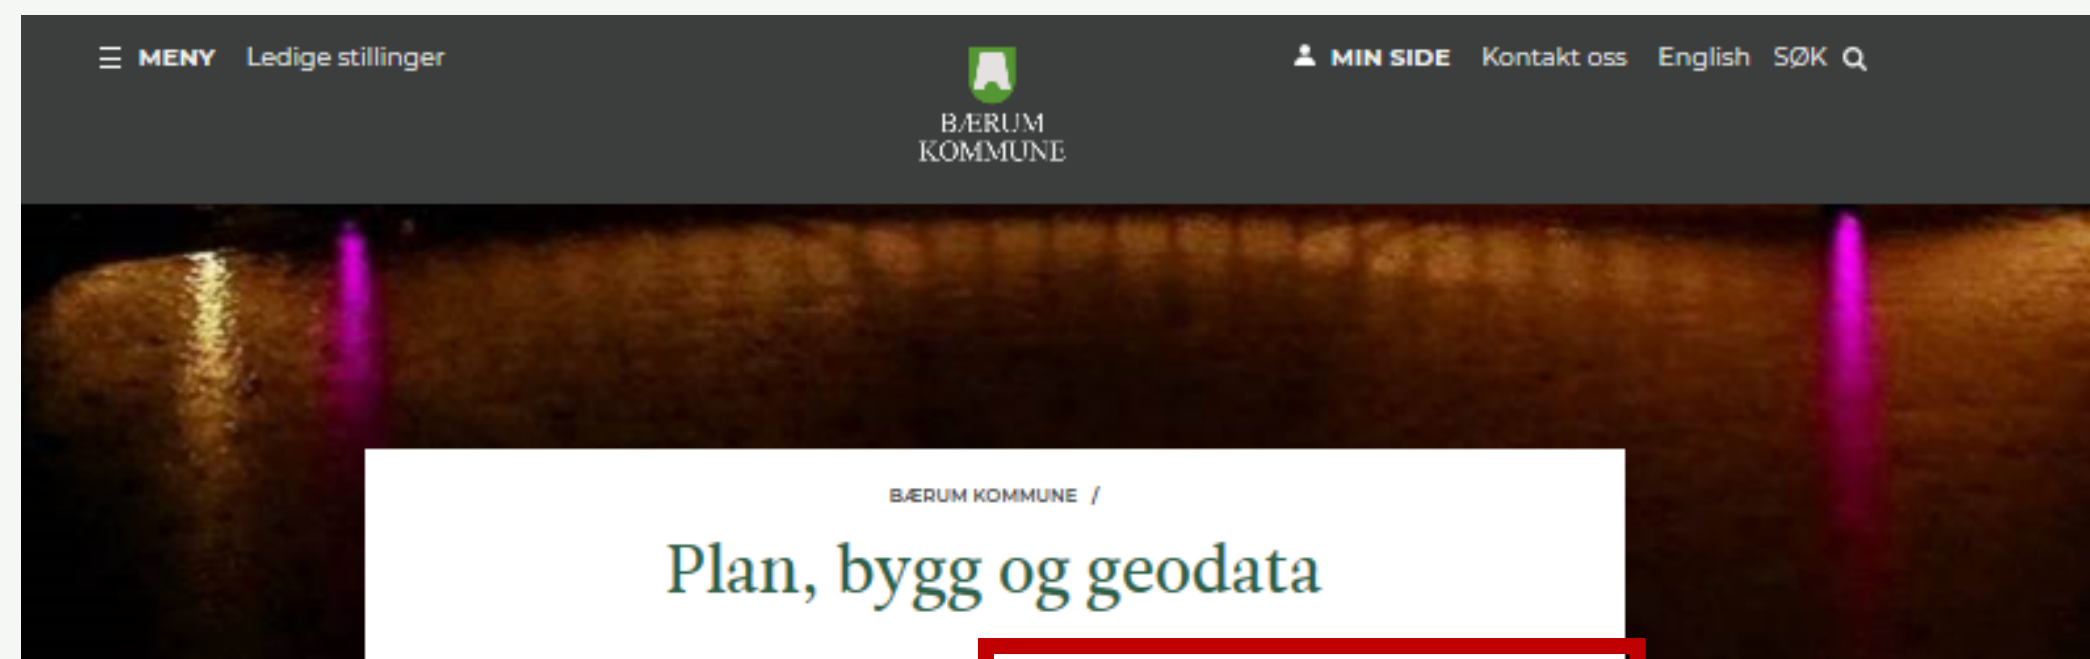 MENY Ledige stillinger
BÆRUM
KOMMUNE
MIN SIDE Kontakt oss English SØK
BÆRUM KOMMUNE /
Plan, bygg og geodata